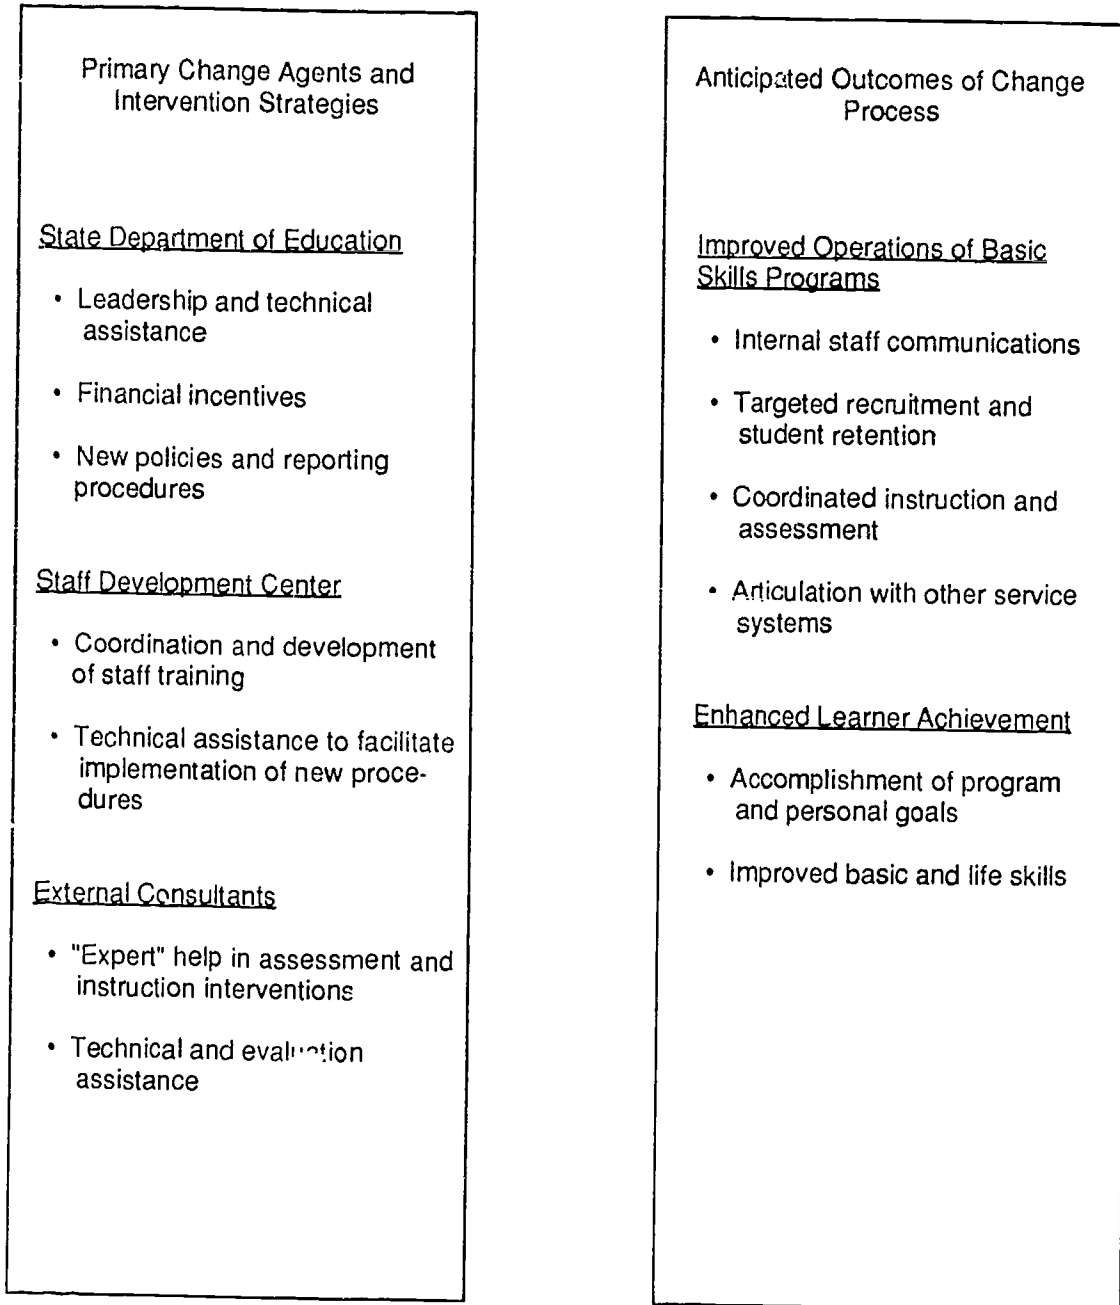 Primary Change Agents and
Intervention Strategies
State Department of Education
• Leadership and technical
assistance
• Financial incentives
• New policies and reporting
procedures
Staff Development Center
• Coordination and development
of staff training
• Technical assistance to facilitate
implementation of new proce-
dures
External Consultants
• "Expert" help in assessment and
instruction interventions
• Technical and evaluation
assistance
Anticipated Outcomes of Change
Process
Improved Operations of Basic
Skills Programs
• Internal staff communications
• Targeted recruitment and
student retention
• Coordinated instruction and
assessment
• Articulation with other service
systems
Enhanced Learner Achievement
• Accomplishment of program
and personal goals
• Improved basic and life skills